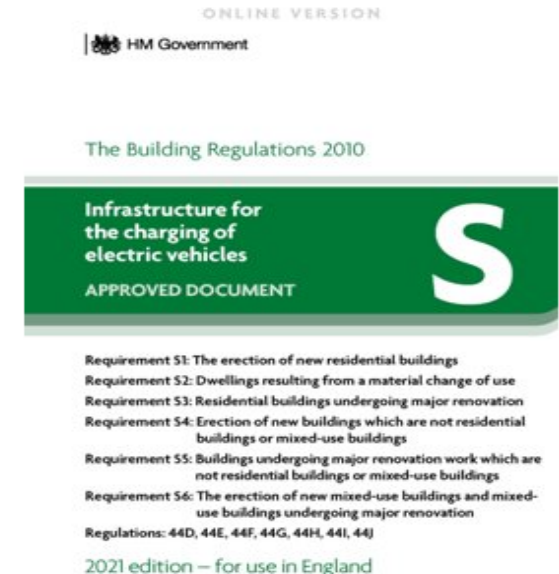 ONLINE VERSION
HM Government
The Building Regulations 2010
Infrastructure for
the charging of
electric vehicles
APPROVED DOCUMENT
S
Requirement S1: The erection of new residential buildings
Requirement S2: Dwellings resulting from a material change of use
Requirement S3: Residential buildings undergoing major renovation
Requirement S4: Erection of new buildings which are not residential
buildings or mixed-use buildings
Requirement S5: Buildings undergoing major renovation work which are
not residential buildings or mixed-use buildings
Requirement S6: The erection of new mixed-use buildings and mixed-
use buildings undergoing major renovation
Regulations: 44D, 44E, 44F, 44G, 44H, 44I, 44J
2021 edition – for use in England